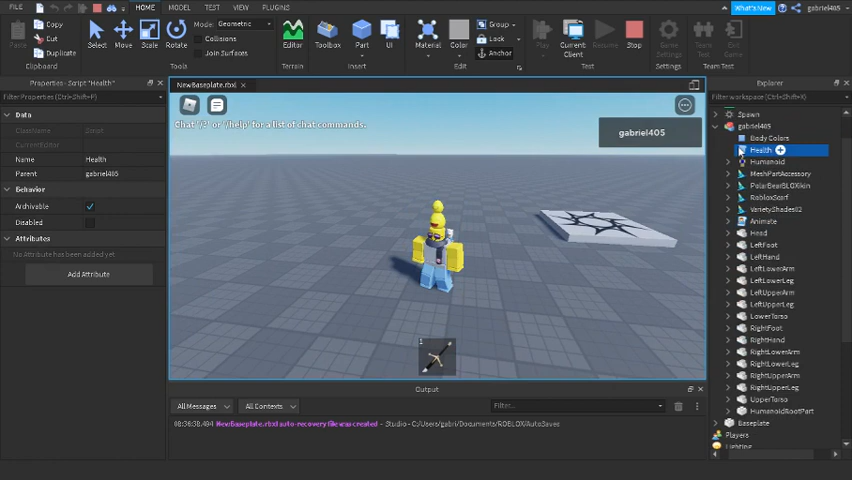 FILE
HOME
MODEL
TEST
VIEW
PLUGINS
What's New
gabriel405
Cut
Copy
Paste
Duplicate
Clipboard
Select
Move
Scale
Rotate
Tools
Mode: Geometric
Collisions
Join Surfaces
Editor
Terrain
Toolbox
Part
UI
Insert
Material
Color
Group
Lock
Anchor
Edit
Play
Current Client
Resume
Stop
Test
Game Settings
Settings
Team Test
Exit Game
Team Test
Properties - Script "Health"
Filter Properties (Ctrl+Shift+P)
Data
ClassName
Script
CurrentEditor
Name
Health
Parent
gabriel405
Behavior
Archivable
Disabled
Attributes
No Attribute has been added yet
Add Attribute
NewBaseplate.rbxl
Chat '/?' or '/help' for a list of chat commands.
gabriel405
1
Output
All Messages
All Contexts
Filter...
08:36:38.494 NewBaseplate.rbxl auto-recovery file was created - Studio - C:/Users/gabri/Documents/ROBLOX/AutoSaves
Explorer
Filter workspace (Ctrl+Shift+X)
Spawn
gabriel405
Body Colors
Health
Humanoid
MeshPartAccessory
PolarBearBLOXikin
RobloxScarf
VarietyShades02
Animate
Head
LeftFoot
LeftHand
LeftLowerArm
LeftLowerLeg
LeftUpperArm
LeftUpperLeg
LowerTorso
RightFoot
RightHand
RightLowerArm
RightLowerLeg
RightUpperArm
RightUpperLeg
UpperTorso
HumanoidRootPart
Baseplate
Players
Lighting